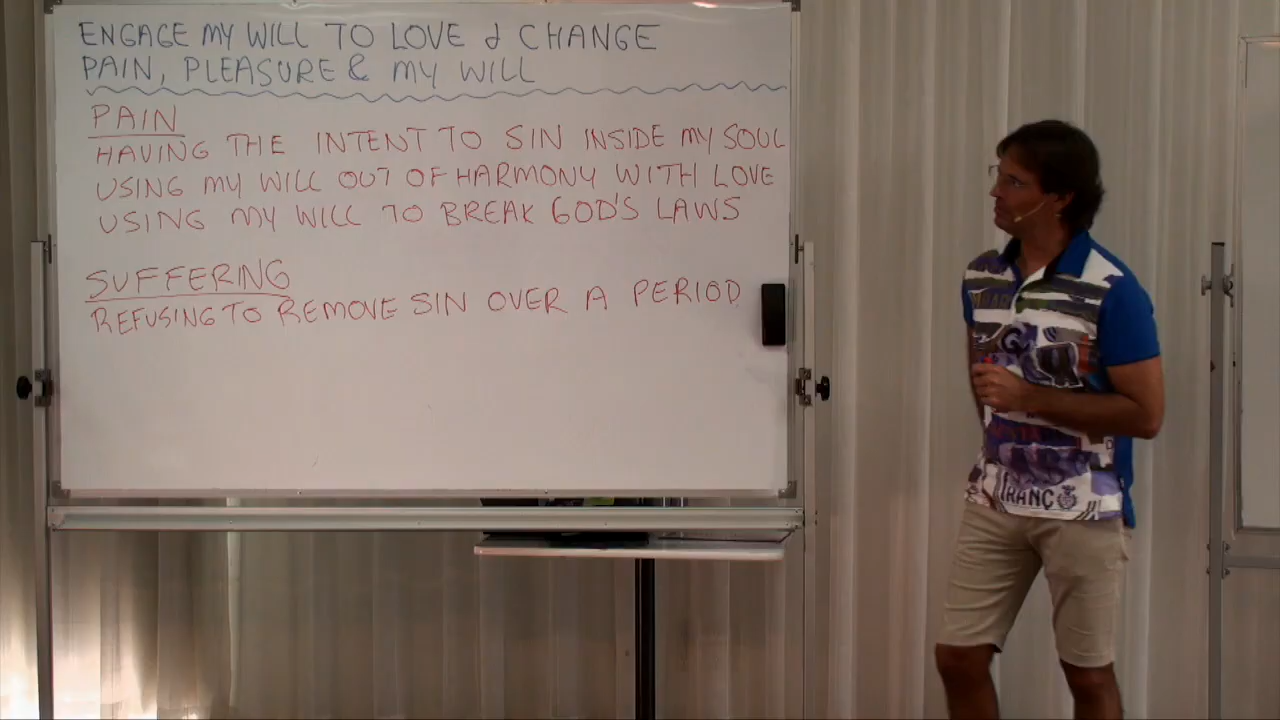 ENGAGE MY WILL TO LOVE & CHANGE
PAIN, PLEASURE & MY WILL
PAIN
HAVING THE INTENT TO SIN INSIDE MY SOUL
USING MY WILL OUT OF HARMONY WITH LOVE
USING MY WILL TO BREAK GOD'S LAWS
SUFFERING
REFUSING TO REMOVE SIN OVER A PERIOD